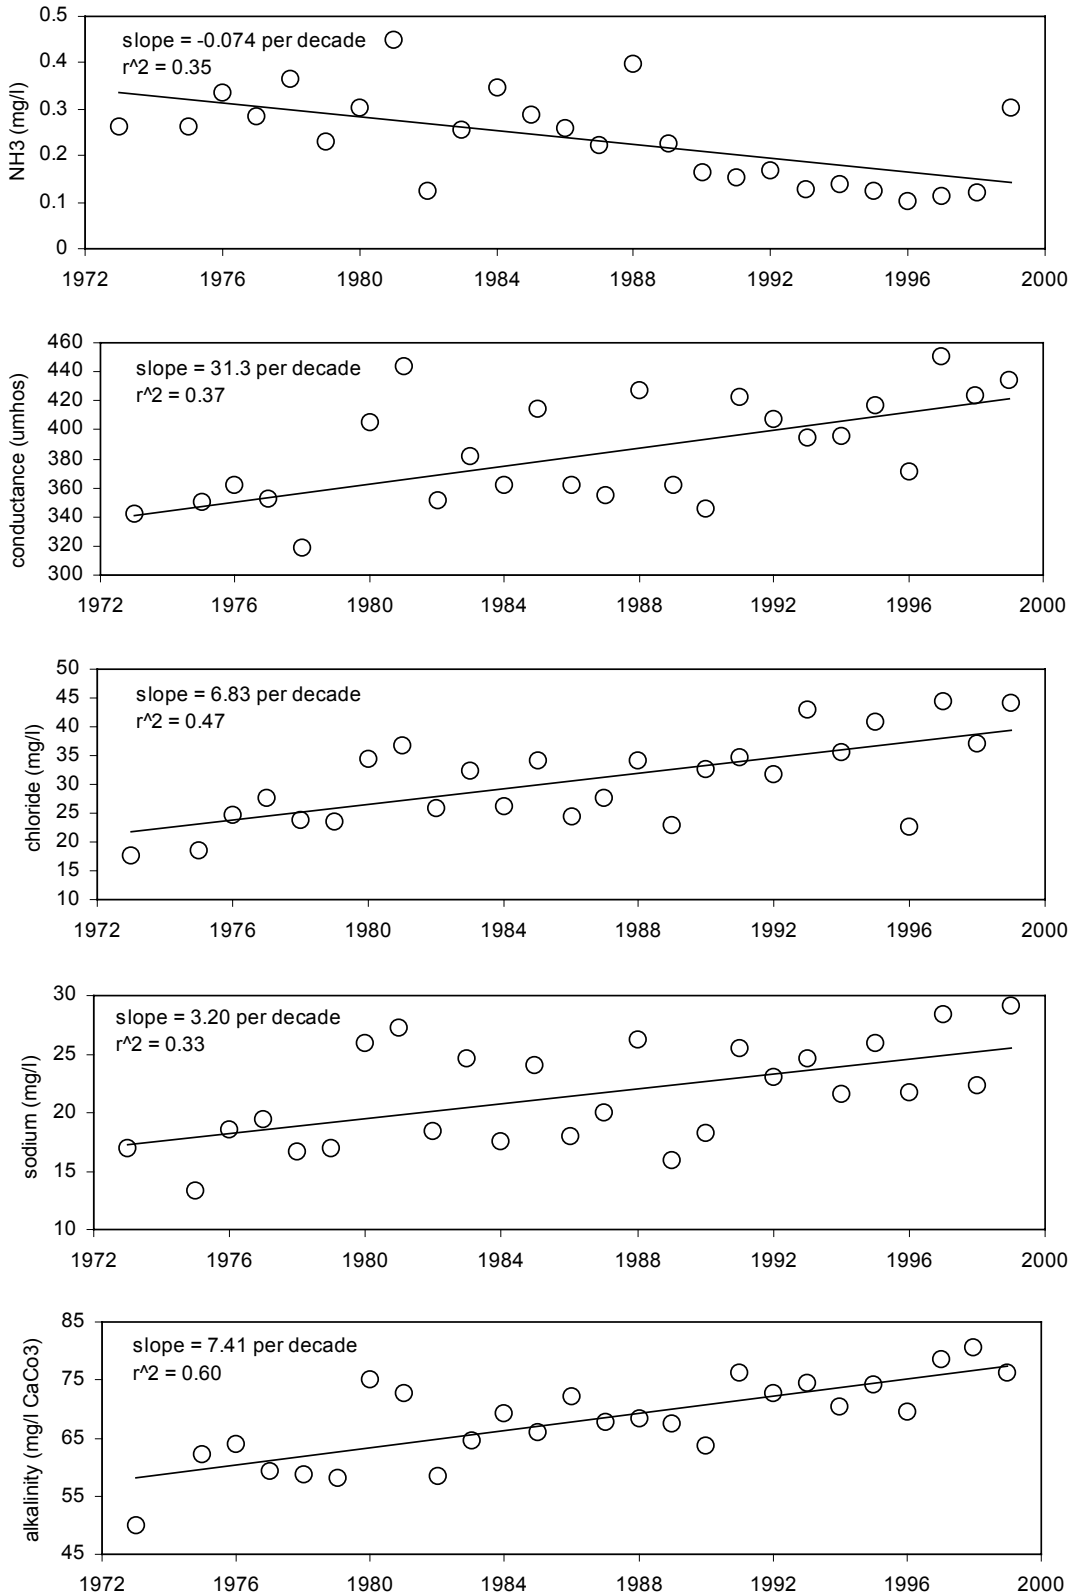 0.5
slope = -0.074 per decade
r^2 = 0.35
0.4
0.3
0.2
0.1
0
NH3 (mg/l)
1972 1976 1980 1984 1988 1992 1996 2000
460
slope = 31.3 per decade
r^2 = 0.37
440
420
400
380
360
340
320
300
conductance (umhos)
1972 1976 1980 1984 1988 1992 1996 2000
50
slope = 6.83 per decade
r^2 = 0.47
45
40
35
30
25
20
15
10
chloride (mg/l)
1972 1976 1980 1984 1988 1992 1996 2000
30
slope = 3.20 per decade
r^2 = 0.33
25
20
15
10
sodium (mg/l)
1972 1976 1980 1984 1988 1992 1996 2000
85
slope = 7.41 per decade
r^2 = 0.60
75
65
55
45
alkalinity (mg/l CaCo3)
1972 1976 1980 1984 1988 1992 1996 2000